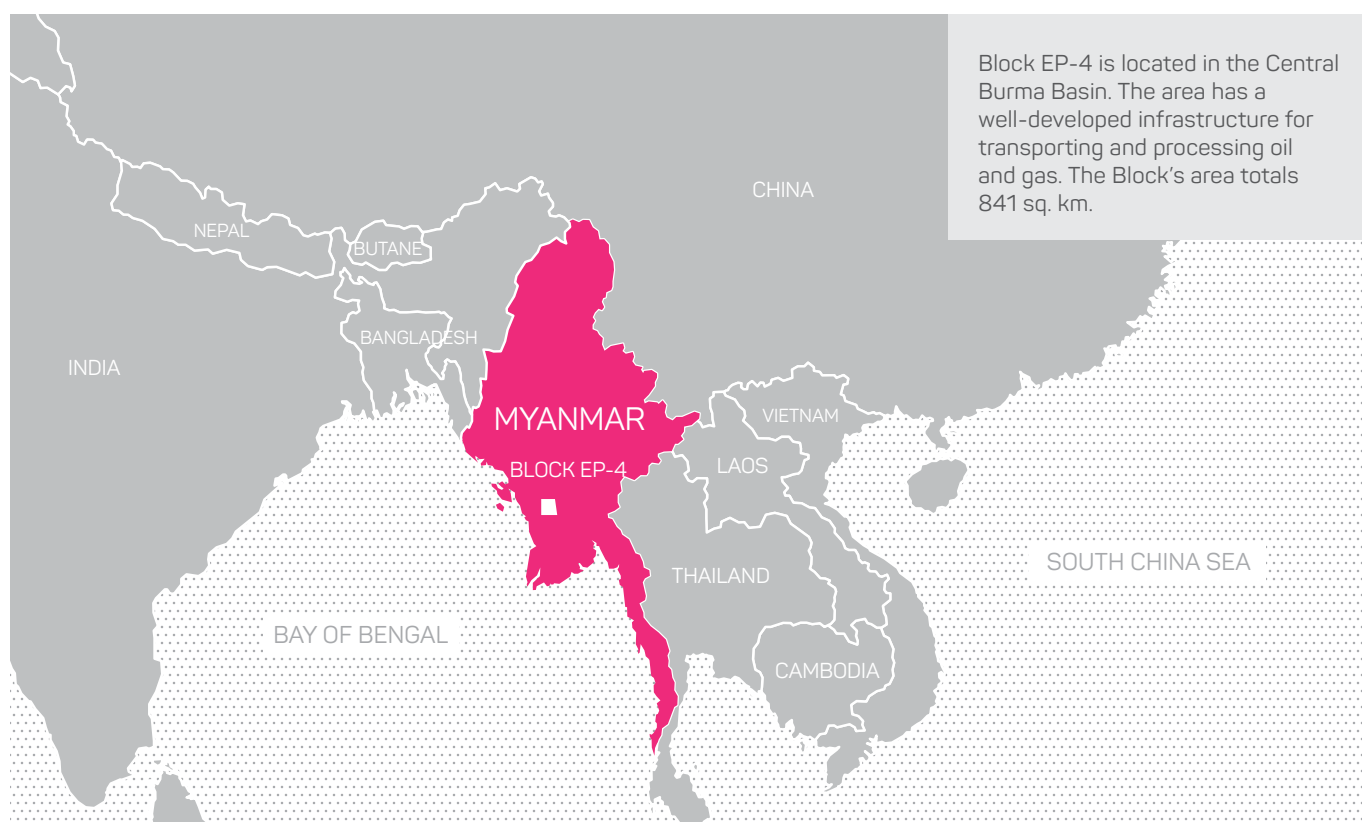 Block EP-4 is located in the Central
Burma Basin. The area has a
well-developed infrastructure for
transporting and processing oil
and gas. The Block's area totals
841 sq. km.
CHINA
NEPAL
BUTANE
BANGLADESH
INDIA
MYANMAR
VIETNAM
BLOCK EP-4
LAOS
SOUTH CHINA SEA
THAILAND
BAY OF BENGAL
CAMBODIA